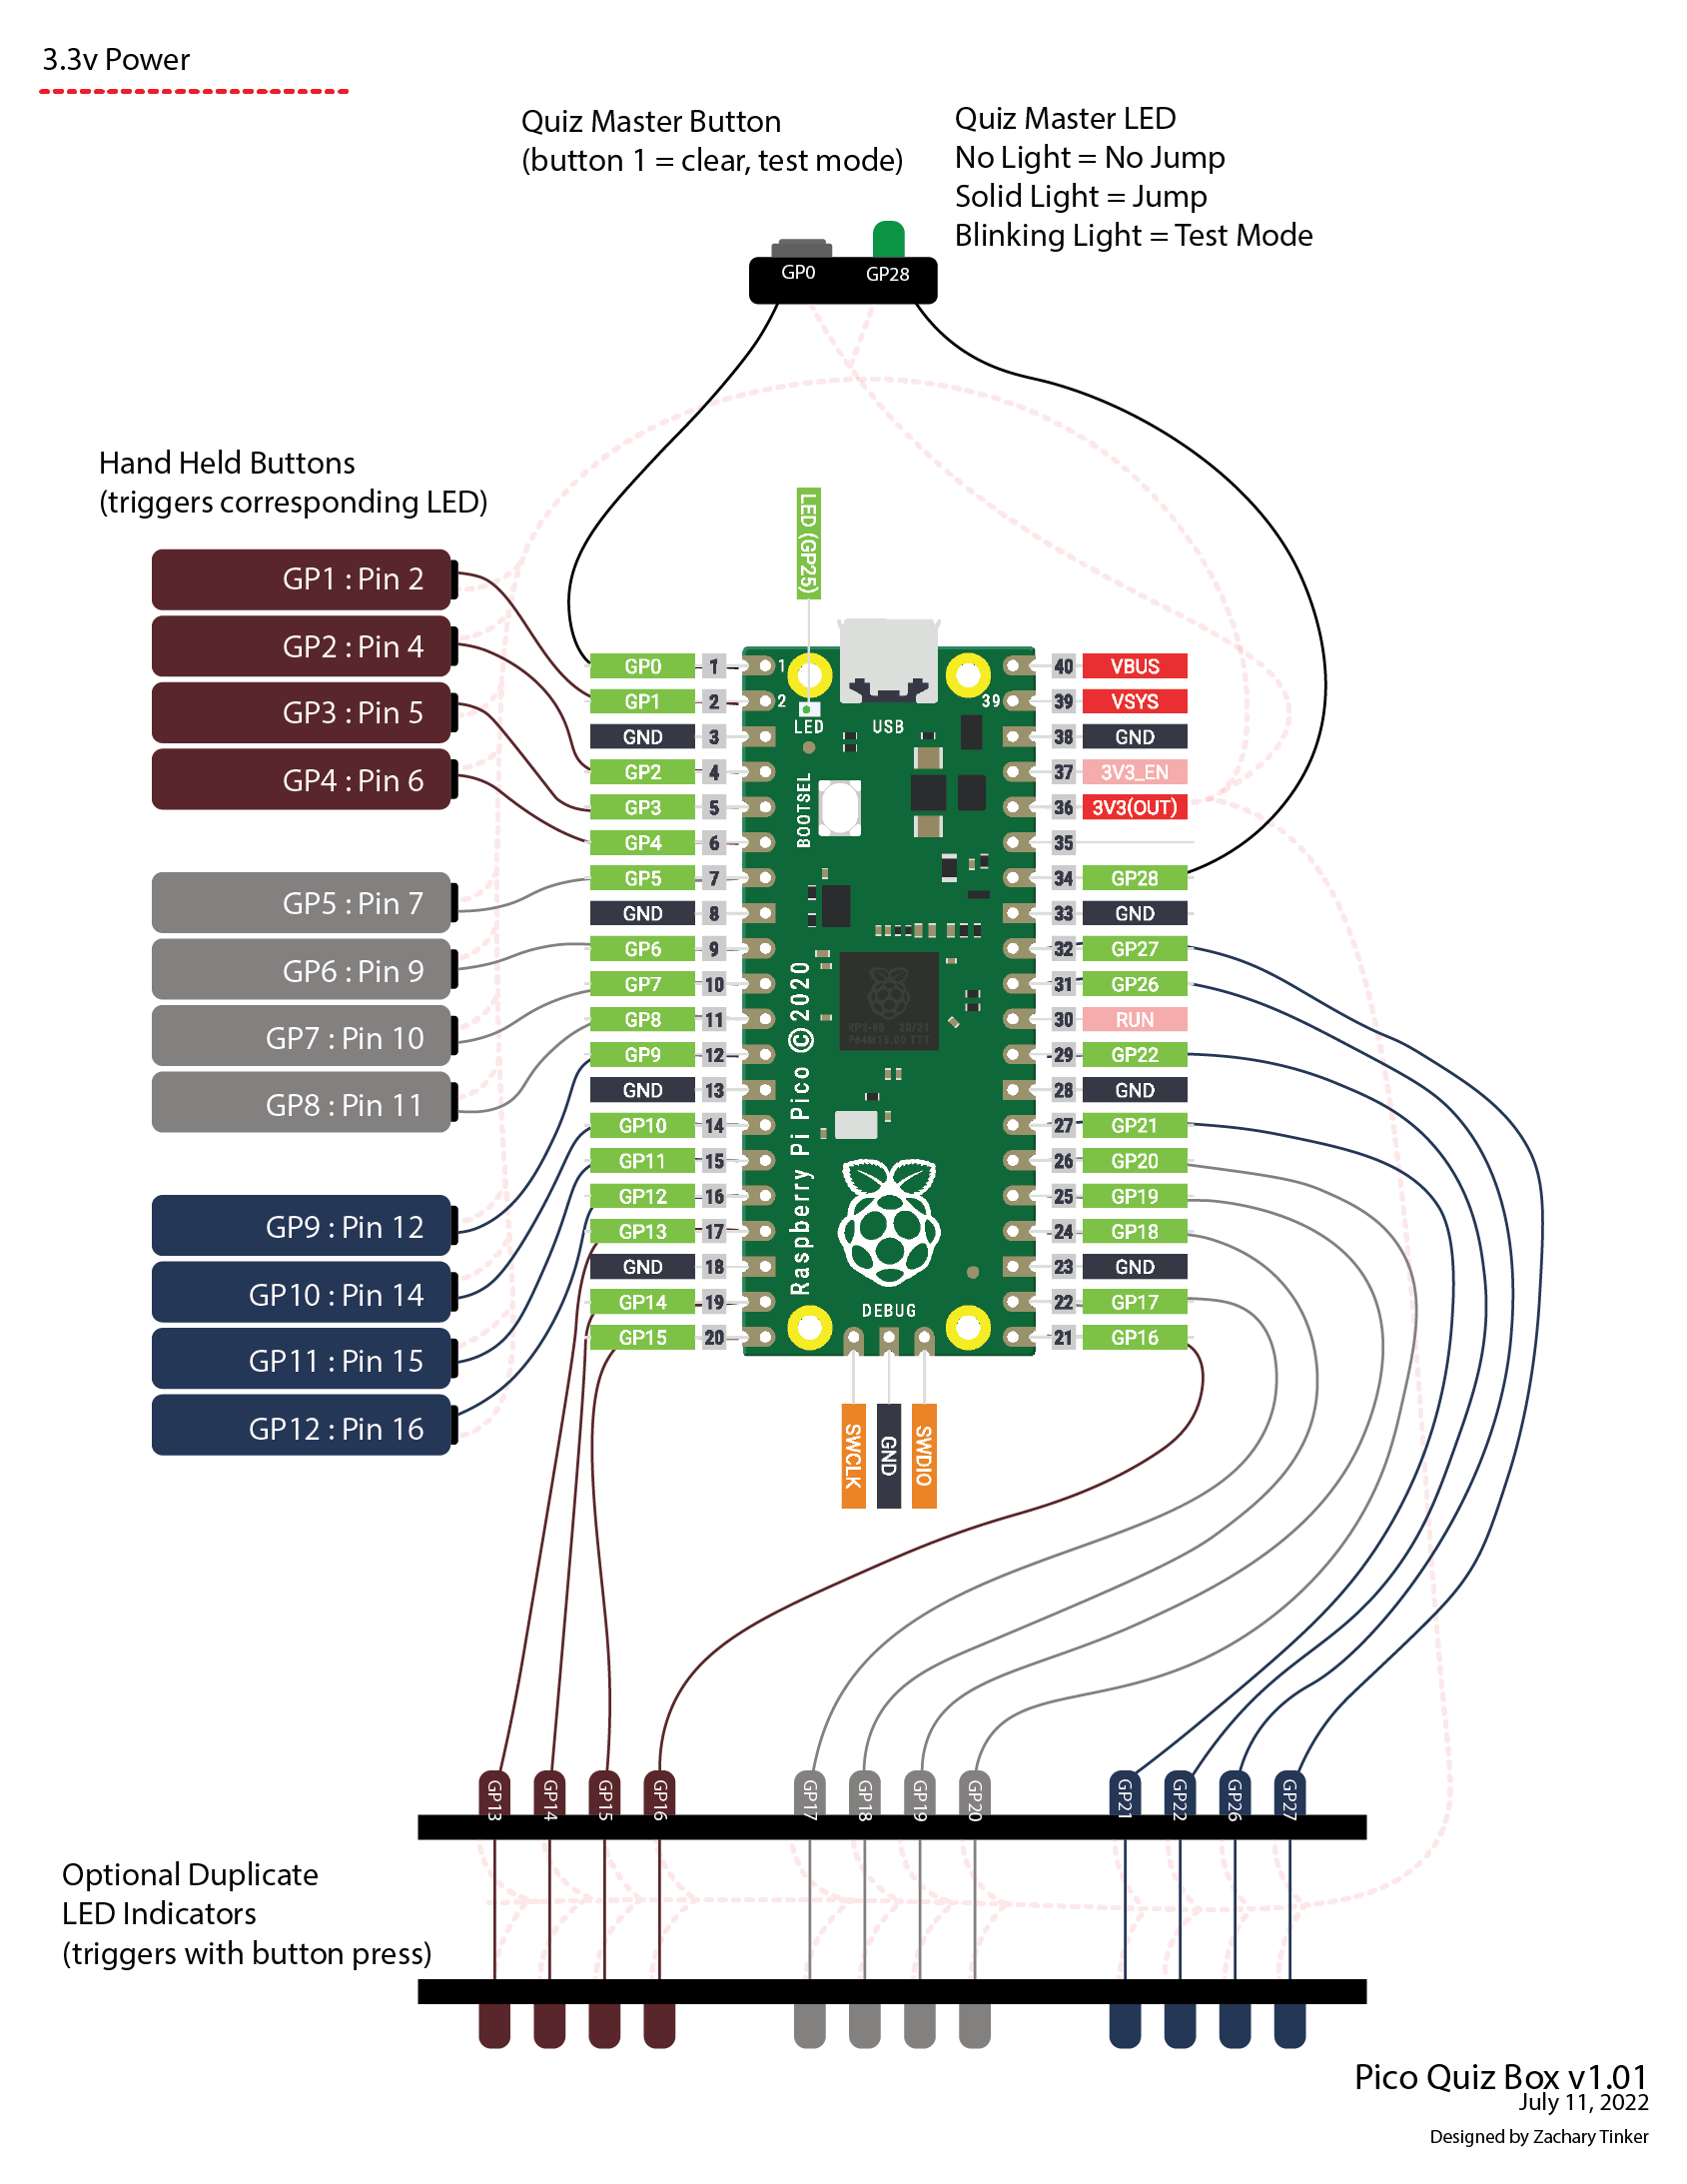 3.3v Power
Quiz Master Button
(button 1 = clear, test mode)
Quiz Master LED
No Light = No Jump
Solid Light = Jump
Blinking Light = Test Mode
GP0
GP28
Hand Held Buttons
(triggers corresponding LED)
GP1 : Pin 2
GP2 : Pin 4
GP3 : Pin 5
GP4 : Pin 6
GP5 : Pin 7
GP6 : Pin 9
GP7 : Pin 10
GP8 : Pin 11
GP9 : Pin 12
GP10 : Pin 14
GP11 : Pin 15
GP12 : Pin 16
LED (GP25)
GP0 1
GP1 2
GND 3
GP2 4
GP3 5
GP4 6
GP5 7
GND 8
GP6 9
GP7 10
GP8 11
GP9 12
GND 13
GP10 14
GP11 15
GP12 16
GP13 17
GND 18
GP14 19
GP15 20
1
2
39
LED
USB
BOOTSEL
Raspberry Pi Pico ©2020
RP2-B0 20/21
P64M15.00 TTT
DEBUG
40 VBUS
39 VSYS
38 GND
37 3V3_EN
36 3V3(OUT)
35
34 GP28
33 GND
32 GP27
31 GP26
30 RUN
29 GP22
28 GND
27 GP21
26 GP20
25 GP19
24 GP18
23 GND
22 GP17
21 GP16
SWCLK
GND
SWDIO
GP13
GP14
GP15
GP16
GP17
GP18
GP19
GP20
GP21
GP22
GP26
GP27
Optional Duplicate
LED Indicators
(triggers with button press)
Pico Quiz Box v1.01
July 11, 2022
Designed by Zachary Tinker